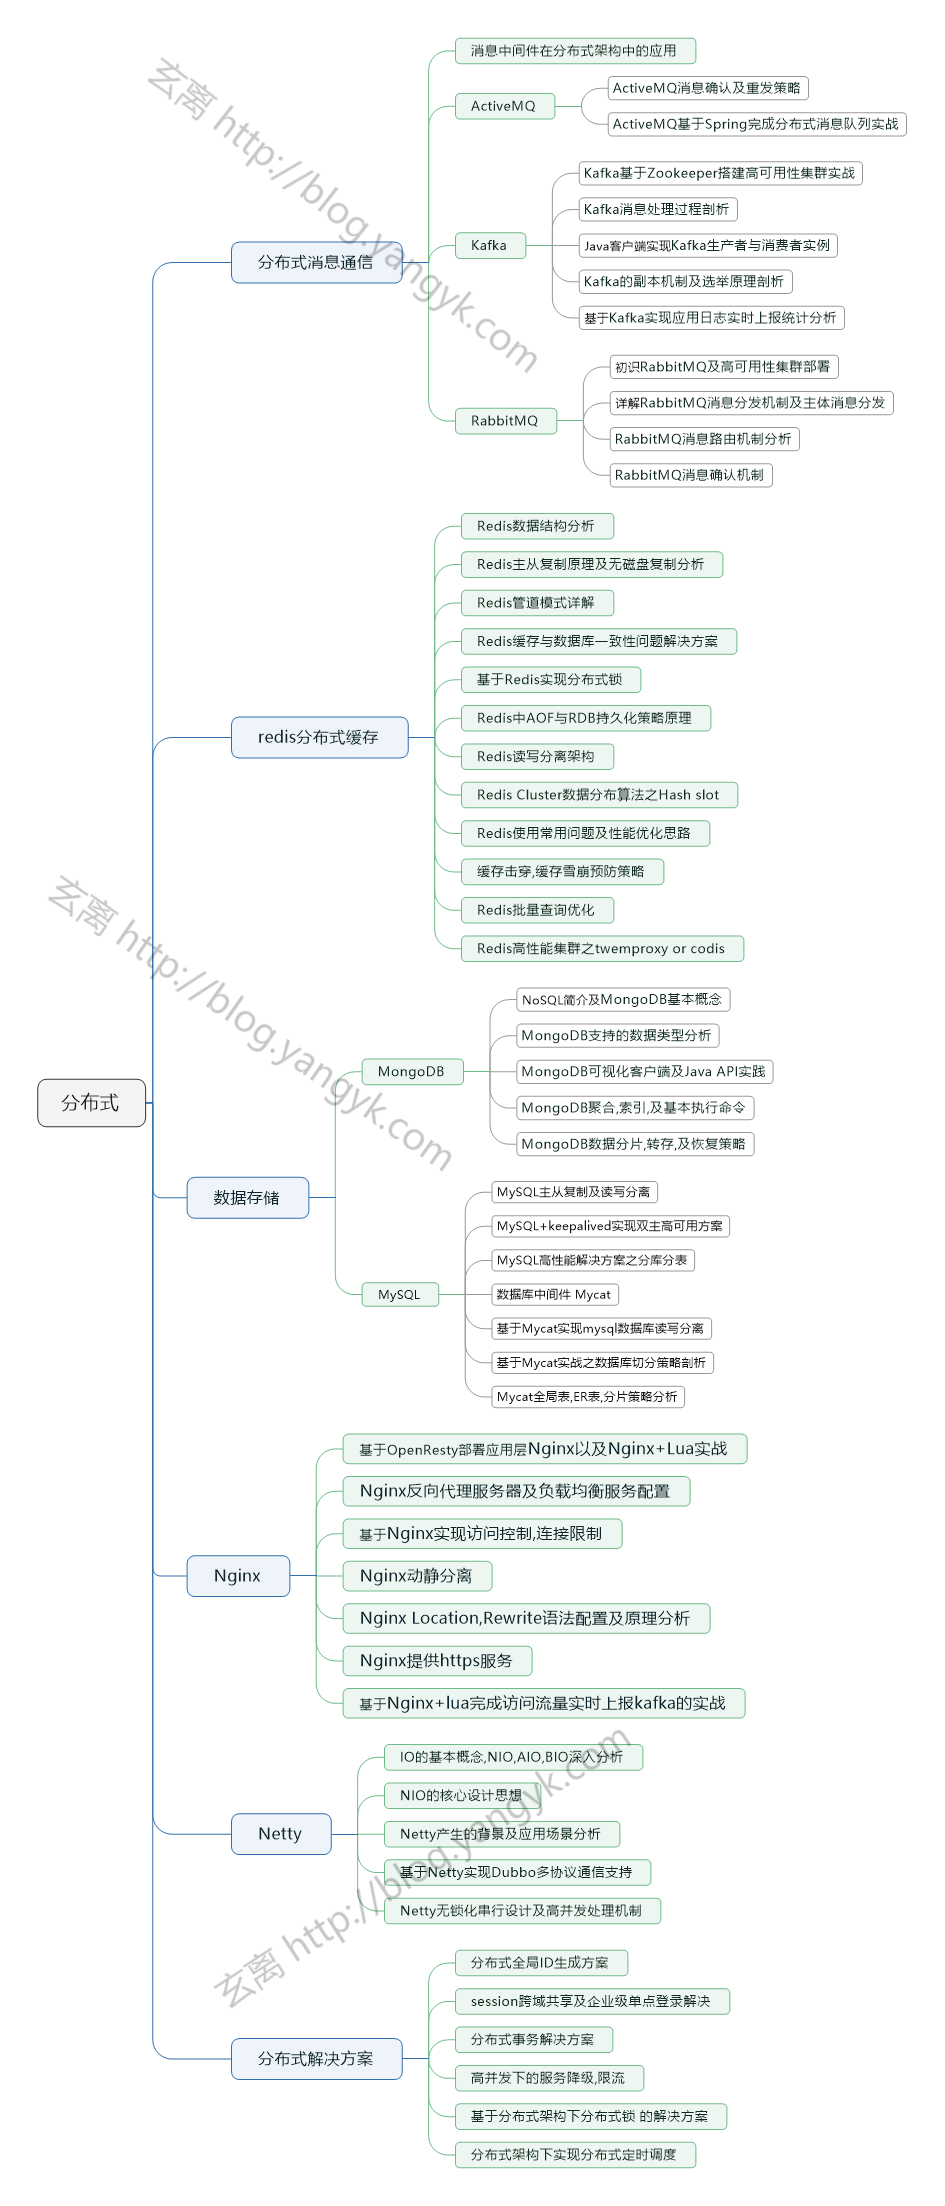 分布式
分布式消息通信
消息中间件在分布式架构中的应用
ActiveMQ
ActiveMQ消息确认及重发策略
ActiveMQ基于Spring完成分布式消息队列实战
Kafka
Kafka基于Zookeeper搭建高可用性集群实战
Kafka消息处理过程剖析
Java客户端实现Kafka生产者与消费者实例
Kafka的副本机制及选举原理剖析
基于Kafka实现应用日志实时上报统计分析
RabbitMQ
初识RabbitMQ及高可用性集群部署
详解RabbitMQ消息分发机制及主体消息分发
RabbitMQ消息路由机制分析
RabbitMQ消息确认机制
redis分布式缓存
Redis数据结构分析
Redis主从复制原理及无磁盘复制分析
Redis管道模式详解
Redis缓存与数据库一致性问题解决方案
基于Redis实现分布式锁
Redis中AOF与RDB持久化策略原理
Redis读写分离架构
Redis Cluster数据分布算法之Hash slot
Redis使用常用问题及性能优化思路
缓存击穿,缓存雪崩预防策略
Redis批量查询优化
Redis高性能集群之twemproxy or codis
数据存储
MongoDB
NoSQL简介及MongoDB基本概念
MongoDB支持的数据类型分析
MongoDB可视化客户端及Java API实践
MongoDB聚合,索引,及基本执行命令
MongoDB数据分片,转存,及恢复策略
MySQL
MySQL主从复制及读写分离
MySQL+keepalived实现双主高可用方案
MySQL高性能解决方案之分库分表
数据库中间件 Mycat
基于Mycat实现mysql数据库读写分离
基于Mycat实战之数据库切分策略剖析
Mycat全局表,ER表,分片策略分析
Nginx
基于OpenResty部署应用层Nginx以及Nginx+Lua实战
Nginx反向代理服务器及负载均衡服务配置
基于Nginx实现访问控制,连接限制
Nginx动静分离
Nginx Location,Rewrite语法配置及原理分析
Nginx提供https服务
基于Nginx+lua完成访问流量实时上报kafka的实战
Netty
IO的基本概念,NIO,AIO,BIO深入分析
NIO的核心设计思想
Netty产生的背景及应用场景分析
基于Netty实现Dubbo多协议通信支持
Netty无锁化串行设计及高并发处理机制
分布式解决方案
分布式全局ID生成方案
session跨域共享及企业级单点登录解决
分布式事务解决方案
高并发下的服务降级,限流
基于分布式架构下分布式锁 的解决方案
分布式架构下实现分布式定时调度
玄离 http://blog.yangyk.com
玄离 http://blog.yangyk.com
玄离 http://blog.yangyk.com